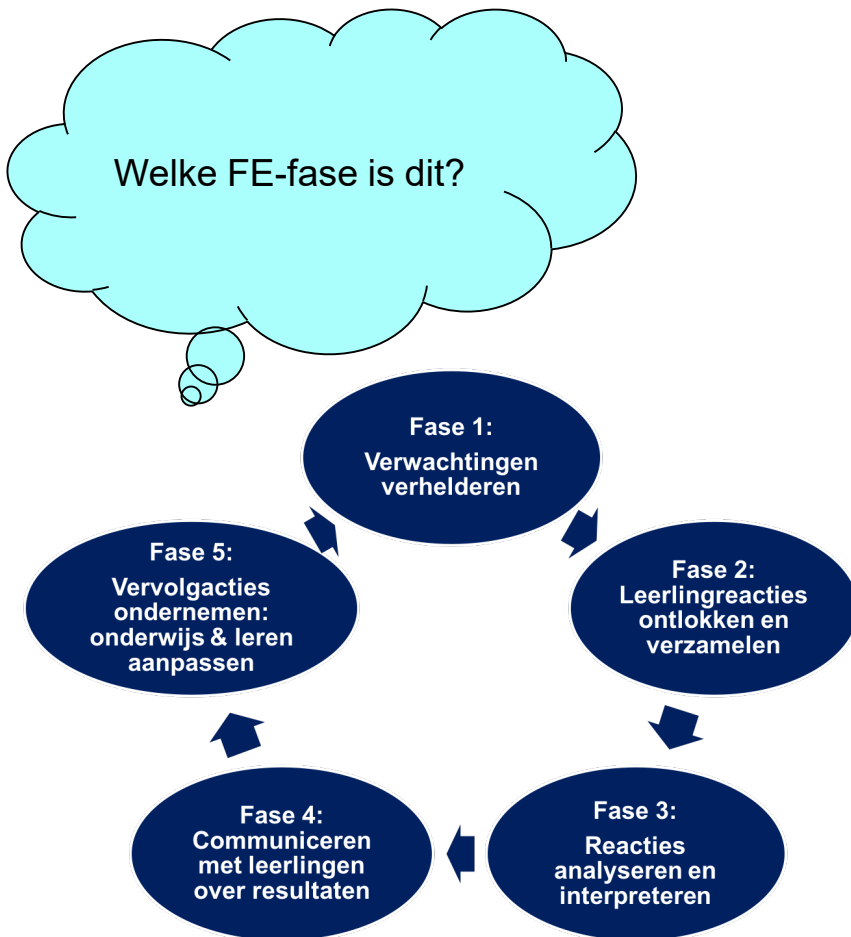 Welke FE-fase is dit?
Fase 1:
Verwachtingen
verhelderen
Fase 2:
Leerlingreacties
ontlokken en
verzamelen
Fase 3:
Reacties
analyseren en
interpreteren
Fase 4:
Communiceren
met leerlingen
over resultaten
Fase 5:
Vervolgacties
ondernemen:
onderwijs & leren
aanpassen